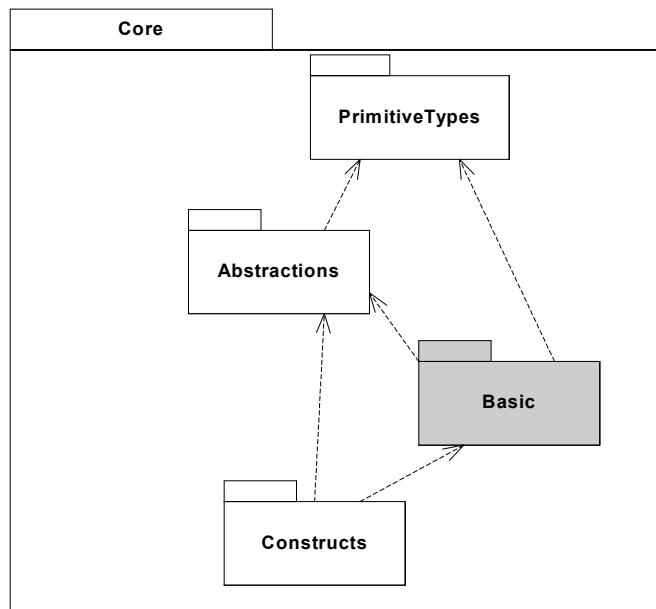 Core
PrimitiveTypes
Abstractions
Basic
Constructs